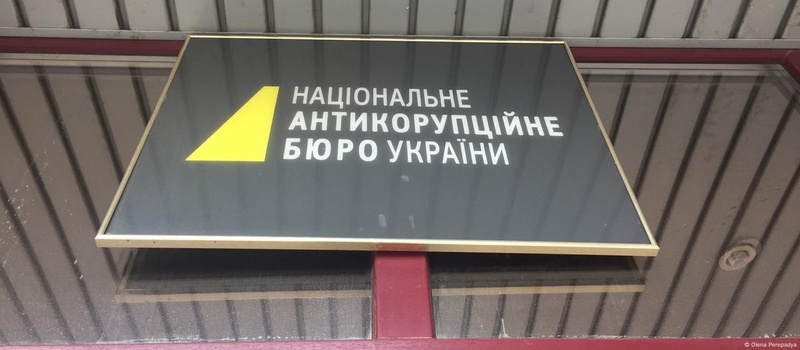 НАЦІОНАЛЬНЕ
АНТИКОРУПЦІЙНЕ
БЮРО УКРАЇНИ
© Olena Perepadya